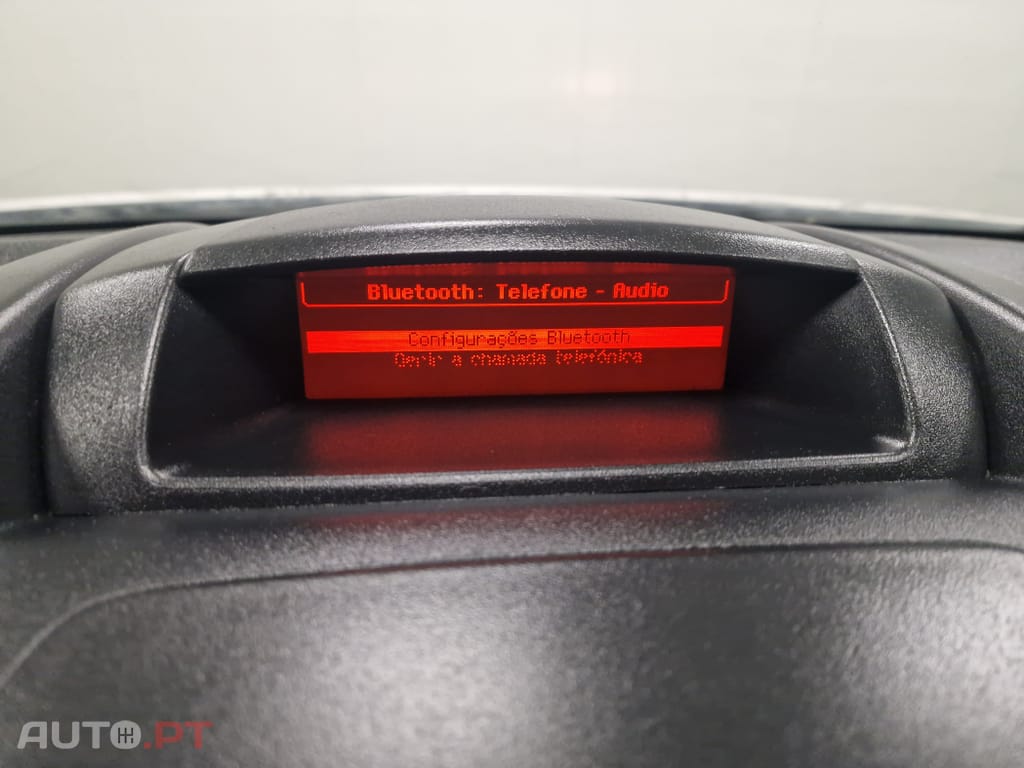 Bluetooth: Telefone - Audio
Configurações Bluetooth
Gerir a chamada telefónica
AUTO.PT